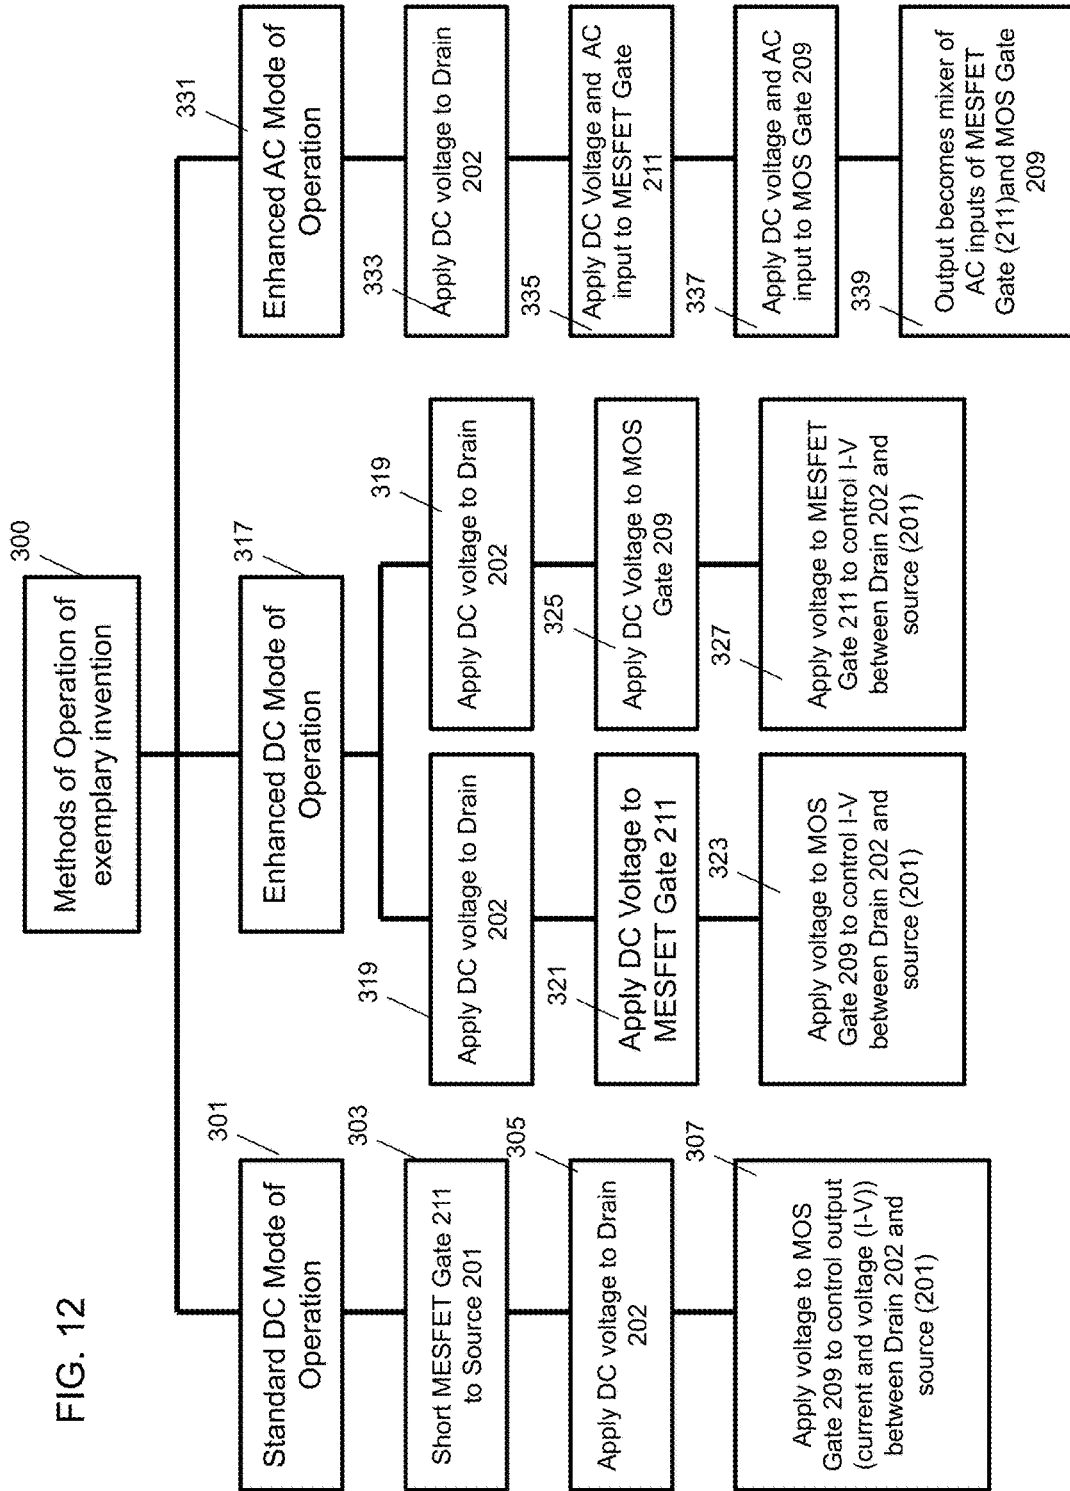 FIG. 12
300
Methods of Operation of
exemplary invention
301
Standard DC Mode of
Operation
303
Short MESFET Gate 211
to Source 201
305
Apply DC voltage to Drain
202
307
Apply voltage to MOS
Gate 209 to control output
(current and voltage (I-V))
between Drain 202 and
source (201)
317
Enhanced DC Mode of
Operation
319
Apply DC voltage to Drain
202
321
Apply DC Voltage to
MESFET Gate 211
323
Apply voltage to MOS
Gate 209 to control I-V
between Drain 202 and
source (201)
319
Apply DC voltage to Drain
202
325
Apply DC Voltage to MOS
Gate 209
327
Apply voltage to MESFET
Gate 211 to control I-V
between Drain 202 and
source (201)
331
Enhanced AC Mode of
Operation
333
Apply DC voltage to Drain
202
335
Apply DC Voltage and AC
input to MESFET Gate
211
337
Apply DC voltage and AC
input to MOS Gate 209
339
Output becomes mixer of
AC inputs of MESFET
Gate (211)and MOS Gate
209